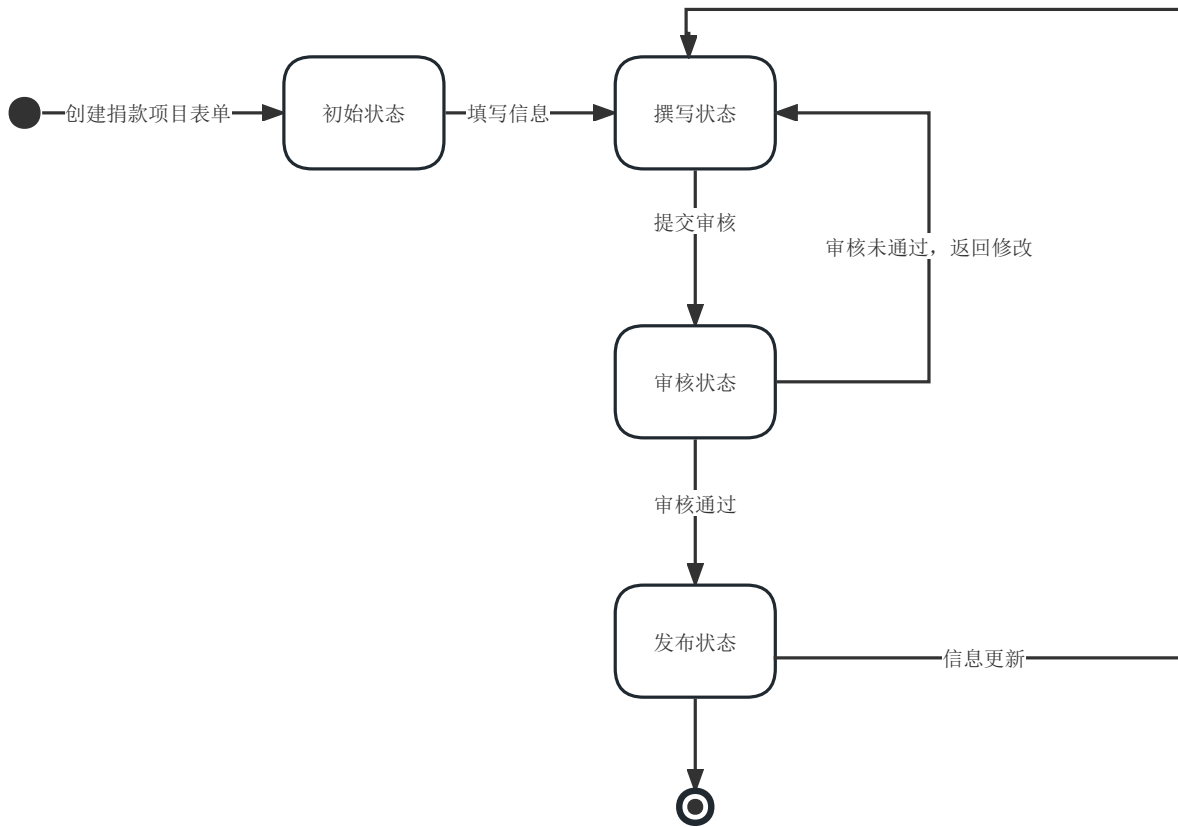 创建捐款项目表单
初始状态
填写信息
撰写状态
提交审核
审核未通过，返回修改
审核状态
审核通过
发布状态
信息更新